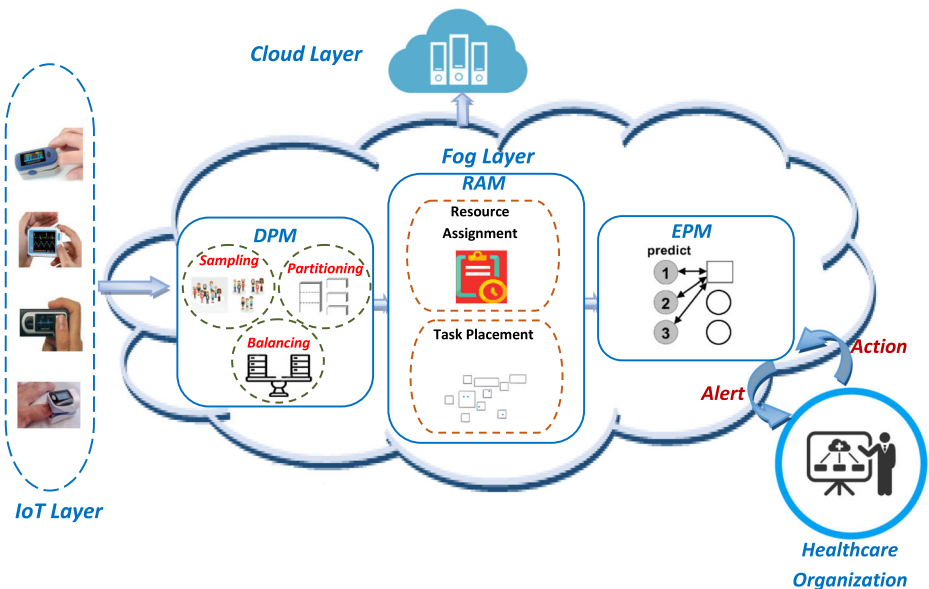 Cloud Layer
Fog Layer
RAM
Resource
Assignment
DPM
Sampling
Partitioning
Balancing
Task Placement
EPM
predict
1
2
3
Action
Alert
IoT Layer
Healthcare
Organization